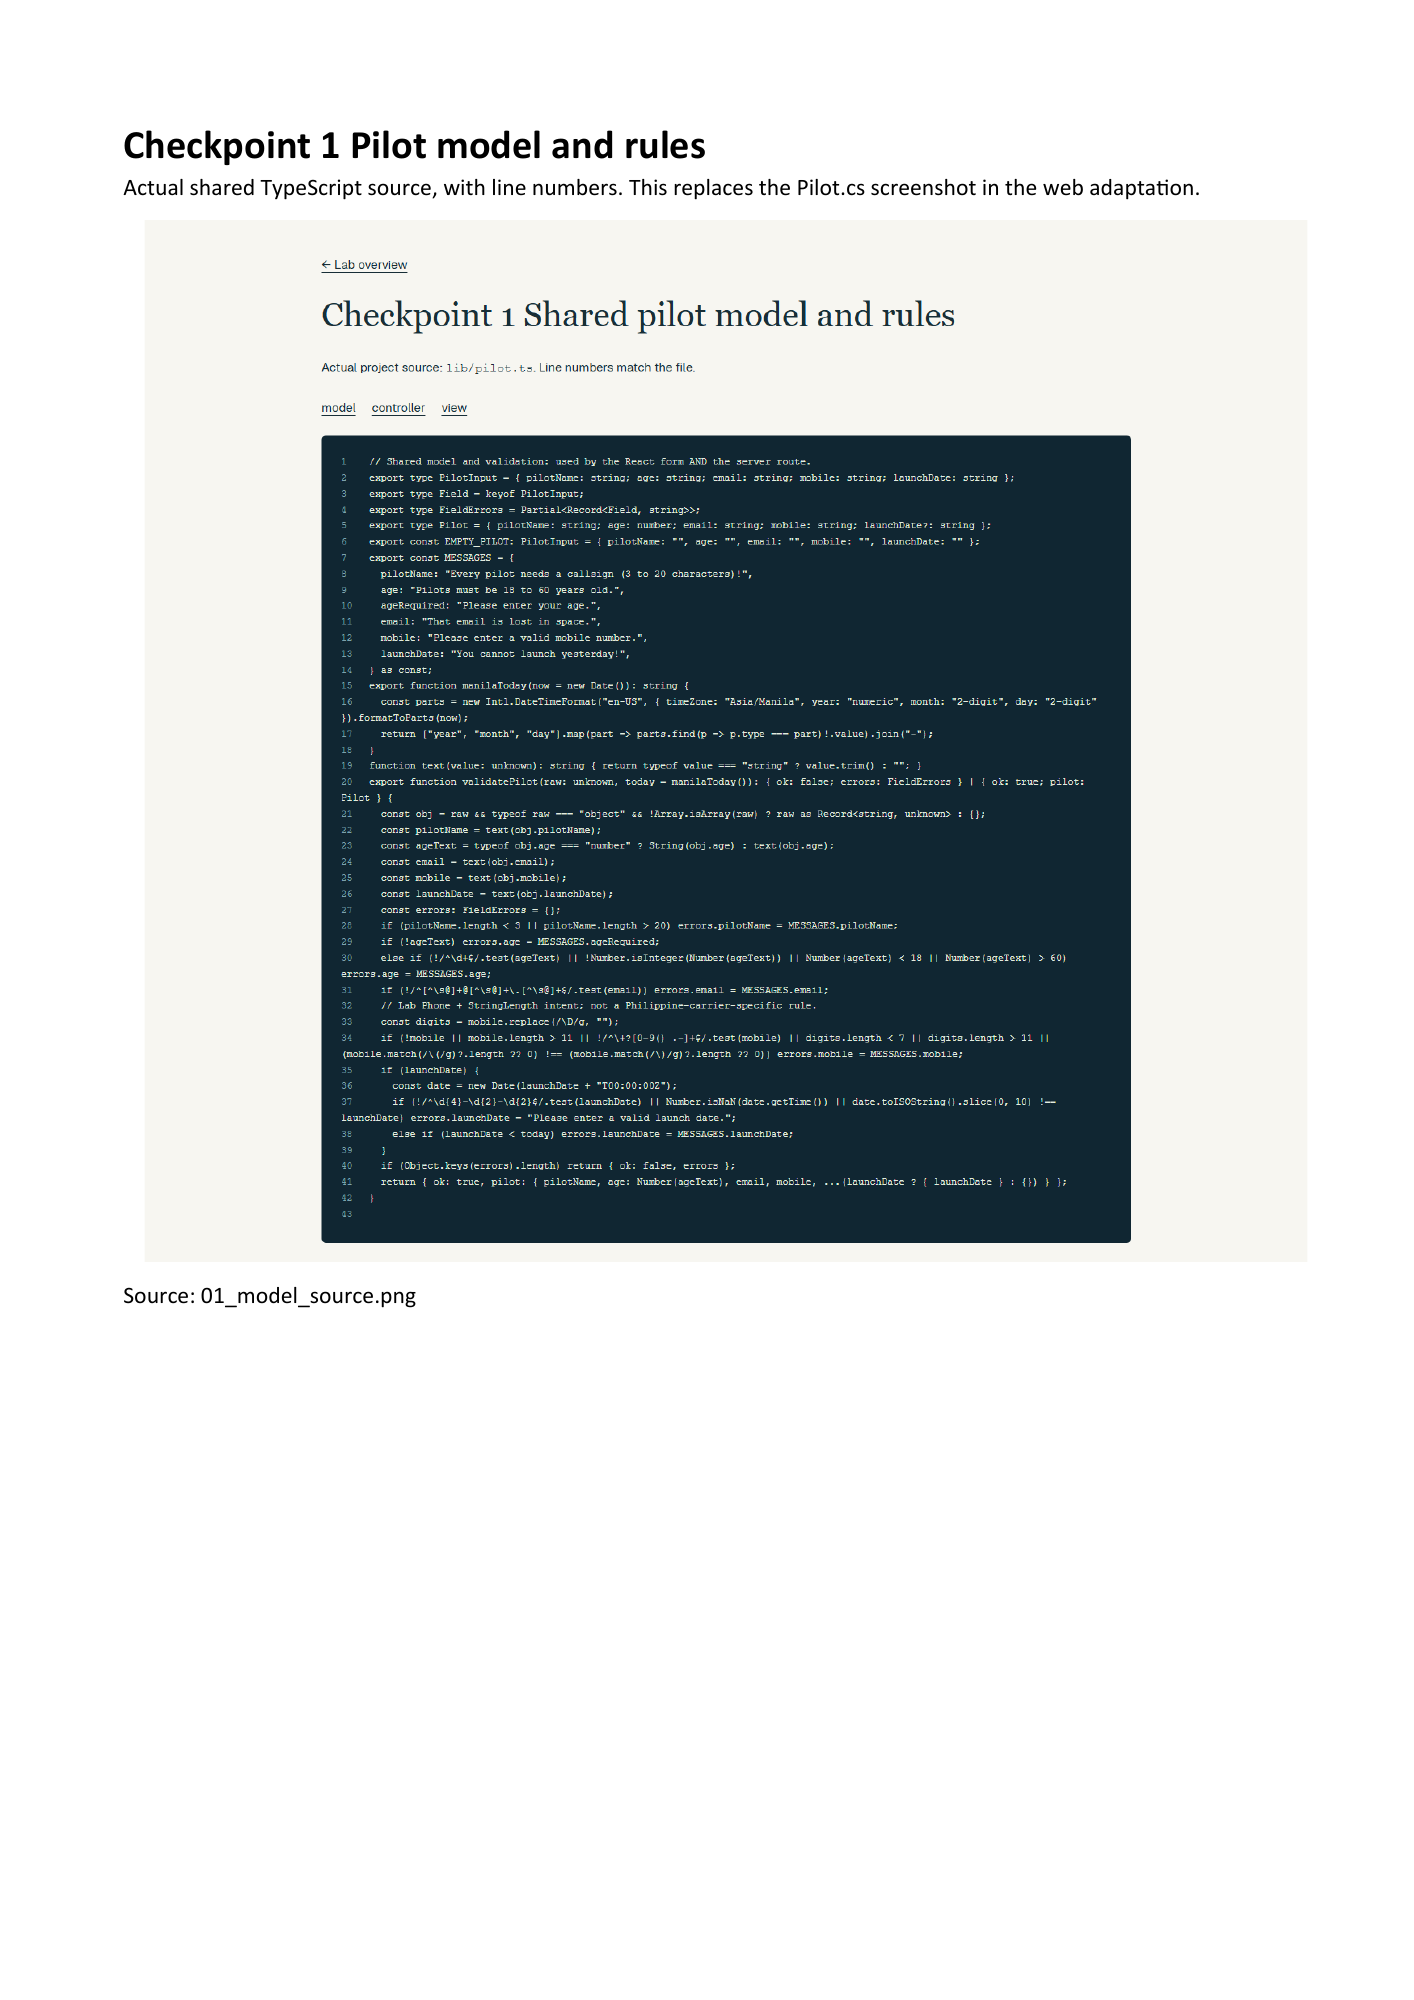 Checkpoint 1 Pilot model and rules
Actual shared TypeScript source, with line numbers. This replaces the Pilot.cs screenshot in the web adaptation.
← Lab overview
Checkpoint 1 Shared pilot model and rules
Actual project source: lib/pilot.ts. Line numbers match the file.
model controller view
1 // Shared model and validation: used by the React form AND the server route.
2 export type PilotInput = { pilotName: string; age: string; email: string; mobile: string; launchDate: string };
3 export type Field = keyof PilotInput;
4 export type FieldErrors = Partial<Record<Field, string>>;
5 export type Pilot = { pilotName: string; age: number; email: string; mobile: string; launchDate?: string };
6 export const EMPTY_PILOT: PilotInput = { pilotName: "", age: "", email: "", mobile: "", launchDate: "" };
7 export const MESSAGES = {
8 pilotName: "Every pilot needs a callsign (3 to 20 characters)!",
9 age: "Pilots must be 18 to 60 years old.",
10 ageRequired: "Please enter your age.",
11 email: "That email is lost in space.",
12 mobile: "Please enter a valid mobile number.",
13 launchDate: "You cannot launch yesterday!",
14 } as const;
15 export function manilaToday(now = new Date()): string {
16 const parts = new Intl.DateTimeFormat("en-US", { timeZone: "Asia/Manila", year: "numeric", month: "2-digit", day: "2-digit"
}).formatToParts(now);
17 return ["year", "month", "day"].map(part => parts.find(p => p.type === part)!.value).join("-");
18 }
19 function text(value: unknown): string { return typeof value === "string" ? value.trim() : ""; }
20 export function validatePilot(raw: unknown, today = manilaToday()): { ok: false; errors: FieldErrors } | { ok: true; pilot:
Pilot } {
21 const obj = raw && typeof raw === "object" && !Array.isArray(raw) ? raw as Record<string, unknown> : {};
22 const pilotName = text(obj.pilotName);
23 const ageText = typeof obj.age === "number" ? String(obj.age) : text(obj.age);
24 const email = text(obj.email);
25 const mobile = text(obj.mobile);
26 const launchDate = text(obj.launchDate);
27 const errors: FieldErrors = {};
28 if (pilotName.length < 3 || pilotName.length > 20) errors.pilotName = MESSAGES.pilotName;
29 if (!ageText) errors.age = MESSAGES.ageRequired;
30 else if (!/^\d+$/.test(ageText) || !Number.isInteger(Number(ageText)) || Number(ageText) < 18 || Number(ageText) > 60)
errors.age = MESSAGES.age;
31 if (!/^[^\s@]+@[^\s@]+\.[^\s@]+$/.test(email)) errors.email = MESSAGES.email;
32 // Lab Phone + StringLength intent; not a Philippine-carrier-specific rule.
33 const digits = mobile.replace(/\D/g, "");
34 if (!mobile || mobile.length > 11 || !/^\+?[0-9() .-]+$/.test(mobile) || digits.length < 7 || digits.length > 11 ||
(mobile.match(/\(/g)?.length ?? 0) !== (mobile.match(/\)/g)?.length ?? 0)) errors.mobile = MESSAGES.mobile;
35 if (launchDate) {
36 const date = new Date(launchDate + "T00:00:00Z");
37 if (!/^\d{4}-\d{2}-\d{2}$/.test(launchDate) || Number.isNaN(date.getTime()) || date.toISOString().slice(0, 10) !==
launchDate) errors.launchDate = "Please enter a valid launch date.";
38 else if (launchDate < today) errors.launchDate = MESSAGES.launchDate;
39 }
40 if (Object.keys(errors).length) return { ok: false, errors };
41 return { ok: true, pilot: { pilotName, age: Number(ageText), email, mobile, ...(launchDate ? { launchDate } : {}) } };
42 }
43
Source: 01_model_source.png